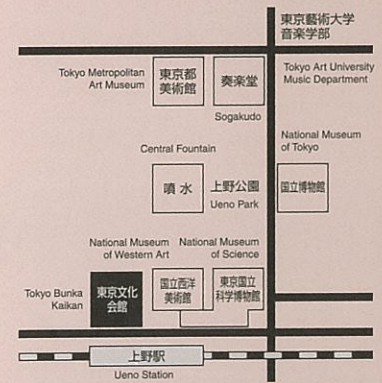 東京藝術大学
音楽学部
Tokyo Metropolitan
Art Museum
東京都
美術館
奏楽堂
Sogakudo
Tokyo Art University
Music Department
National Museum
of Tokyo
Central Fountain
噴水
上野公園
Ueno Park
国立博物館
National Museum
of Western Art
National Museum
of Science
Tokyo Bunka
Kaikan
東京文化
会館
国立西洋
美術館
東京国立
科学博物館
上野駅
Ueno Station